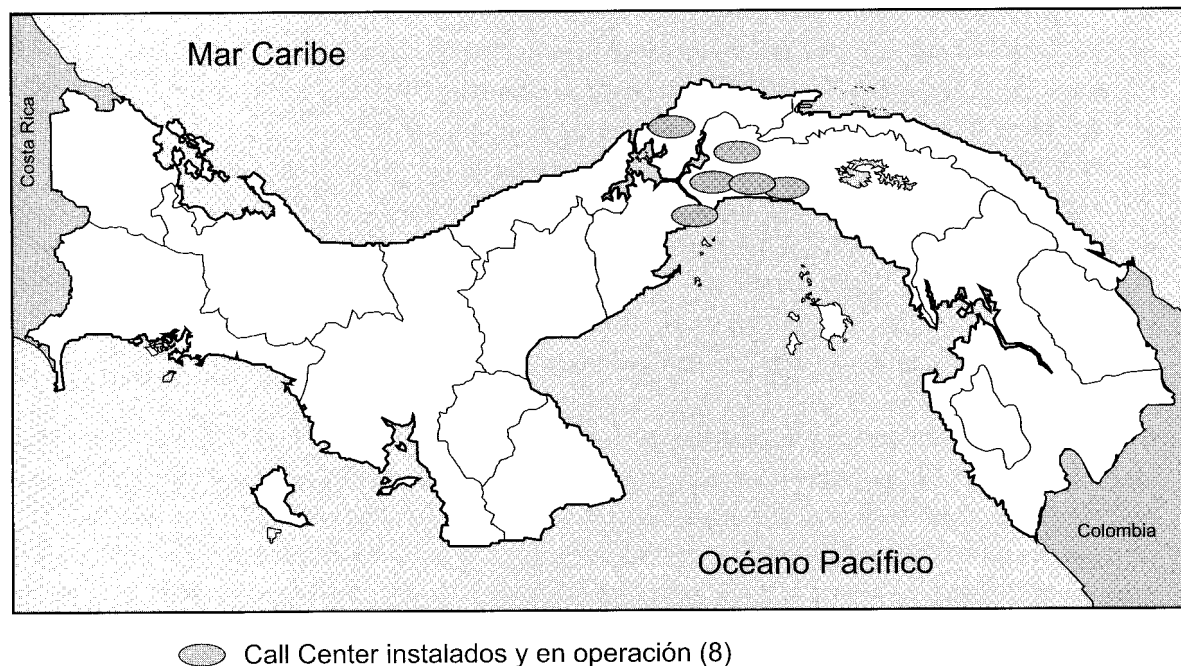 Mar Caribe
Costa Rica
Colombia
Océano Pacífico
Call Center instalados y en operación (8)